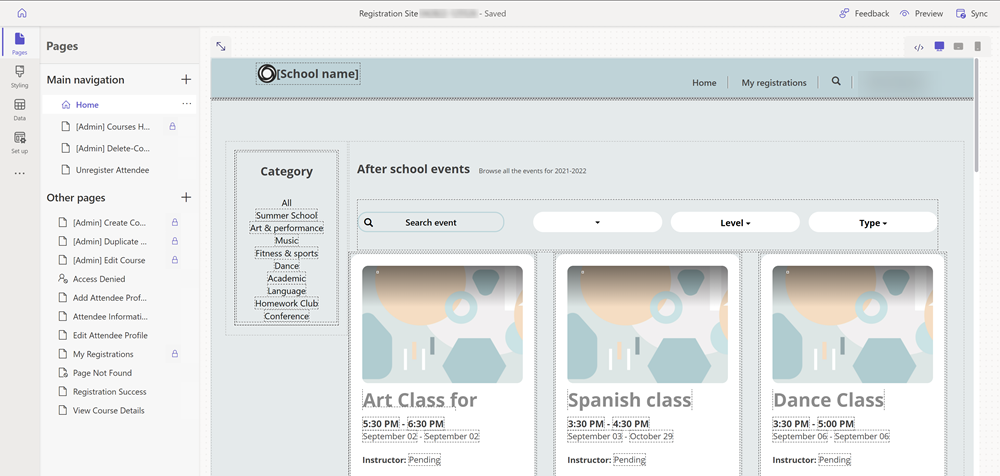 Registration Site - Saved
Feedback
Preview
Sync
Pages
Styling
Data
Set up
Pages
Main navigation
Home
[Admin] Courses H...
[Admin] Delete-Co...
Unregister Attendee
Other pages
[Admin] Create Co...
[Admin] Duplicate ...
[Admin] Edit Course
Access Denied
Add Attendee Prof...
Attendee Informati...
Edit Attendee Profile
My Registrations
Page Not Found
Registration Success
View Course Details
[School name]
Home
My registrations
Category
All
Summer School
Art & performance
Music
Fitness & sports
Dance
Academic
Language
Homework Club
Conference
After school events Browse all the events for 2021-2022
Search event
Level
Type
Art Class for
5:30 PM - 6:30 PM
September 02 - September 02
Instructor: Pending
Spanish class
3:30 PM - 4:30 PM
September 03 - October 29
Instructor: Pending
Dance Class
3:30 PM - 5:00 PM
September 06 - September 06
Instructor: Pending